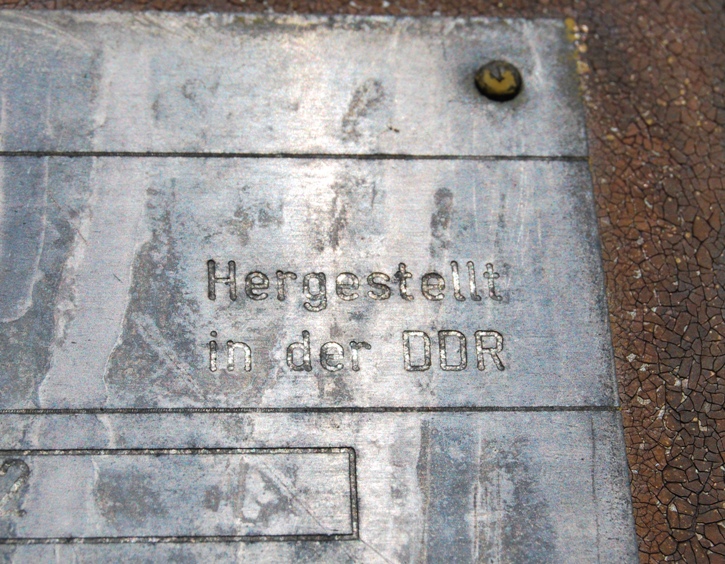 Hergestellt
in der DDR